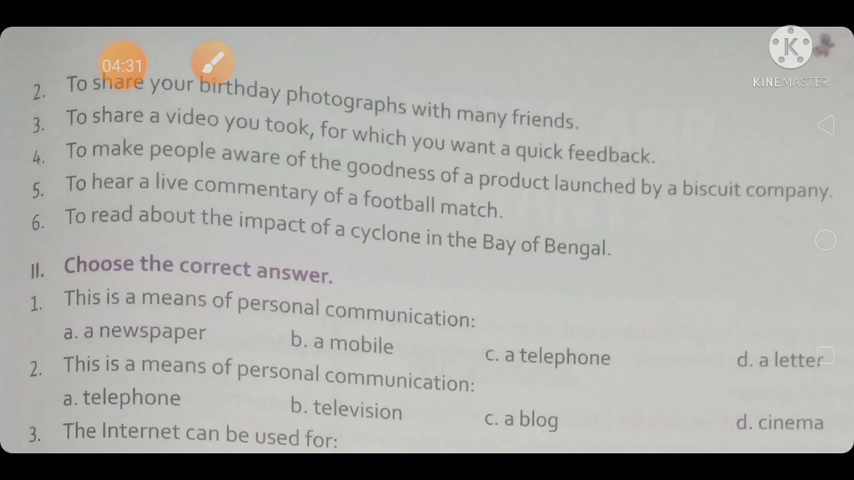 04:31
KINEMASTER
2. To share your birthday photographs with many friends.
3. To share a video you took, for which you want a quick feedback.
4. To make people aware of the goodness of a product launched by a biscuit company.
5. To hear a live commentary of a football match.
6. To read about the impact of a cyclone in the Bay of Bengal.
II. Choose the correct answer.
1. This is a means of personal communication:
a. a newspaper b. a mobile c. a telephone d. a letter
2. This is a means of personal communication:
a. telephone b. television c. a blog d. cinema
3. The Internet can be used for: